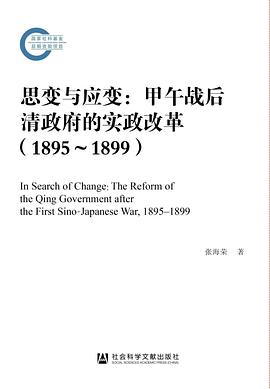 国家社科基金
后期资助项目
思变与应变：甲午战后
清政府的实政改革
（1895～1899）
In Search of Change: The Reform of
the Qing Government after
the First Sino-Japanese War, 1895–1899
张海荣 著
社会科学文献出版社
SOCIAL SCIENCES ACADEMIC PRESS (CHINA)